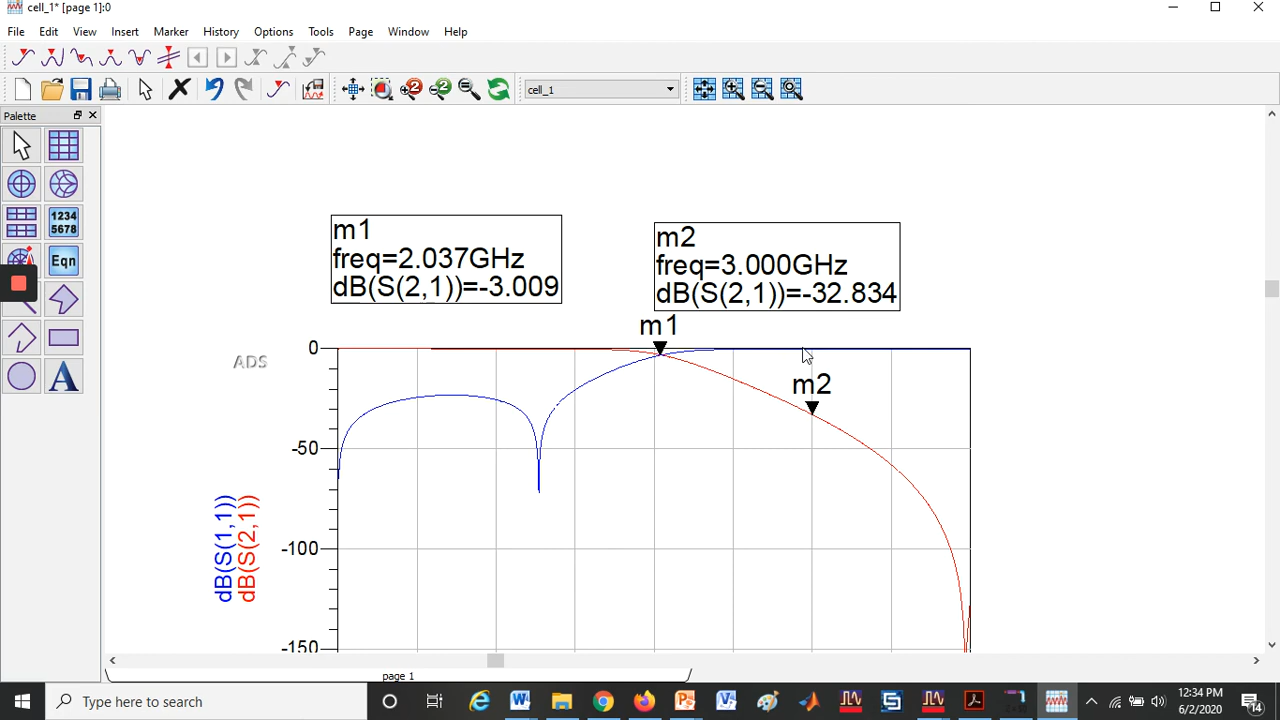 cell_1* [page 1]:0
File Edit View Insert Marker History Options Tools Page Window Help
cell_1
Palette
1234
5678
Eqn
A
m1
freq=2.037GHz
dB(S(2,1))=-3.009
m2
freq=3.000GHz
dB(S(2,1))=-32.834
m1
ADS
0
m2
-50
-100
-150
dB(S(1,1))
dB(S(2,1))
page 1
Type here to search
12:34 PM
6/2/2020
14